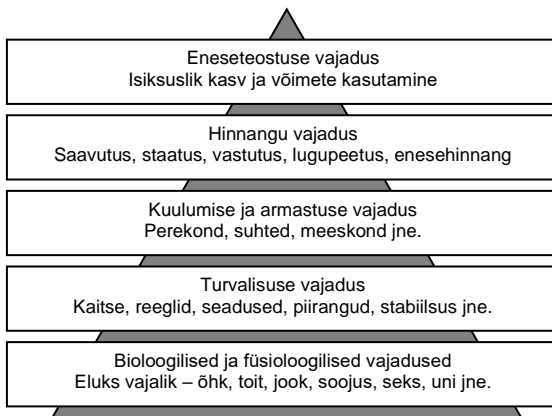 Eneseteostuse vajadus
Isiksuslik kasv ja võimete kasutamine
Hinnangu vajadus
Saavutus, staatus, vastutus, lugupeetus, enesehinnang
Kuulumise ja armastuse vajadus
Perekond, suhted, meeskond jne.
Turvalisuse vajadus
Kaitse, reeglid, seadused, piirangud, stabiilsus jne.
Bioloogilised ja füsioloogilised vajadused
Eluks vajalik – õhk, toit, jook, soojus, seks, uni jne.